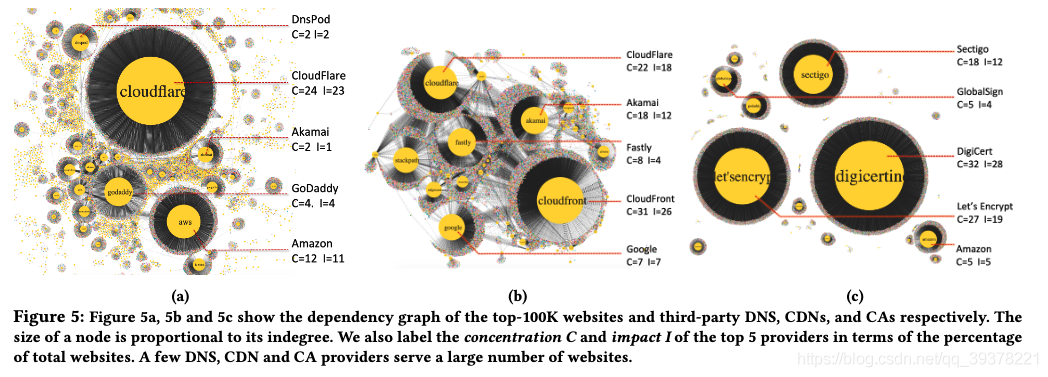 DnsPod
C=2 I=2
CloudFlare
C=24 I=23
Akamai
C=2 I=1
GoDaddy
C=4. I=4
Amazon
C=12 I=11
cloudflare
godaddy
aws
(a)
CloudFlare
C=22 I=18
Akamai
C=18 I=12
Fastly
C=8 I=4
CloudFront
C=31 I=26
Google
C=7 I=7
cloudflare
akamai
fastly
stackpath
cloudfront
google
(b)
Sectigo
C=18 I=12
GlobalSign
C=5 I=4
DigiCert
C=32 I=28
Let's Encrypt
C=27 I=19
Amazon
C=5 I=5
sectigo
let'sencryp
digicertinc
(c)
Figure 5: Figure 5a, 5b and 5c show the dependency graph of the top-100K websites and third-party DNS, CDNs, and CAs respectively. The
size of a node is proportional to its indegree. We also label the concentration C and impact I of the top 5 providers in terms of the percentage
of total websites. A few DNS, CDN and CA providers serve a large number of websites.
https://blog.csdn.net/qq_39378221